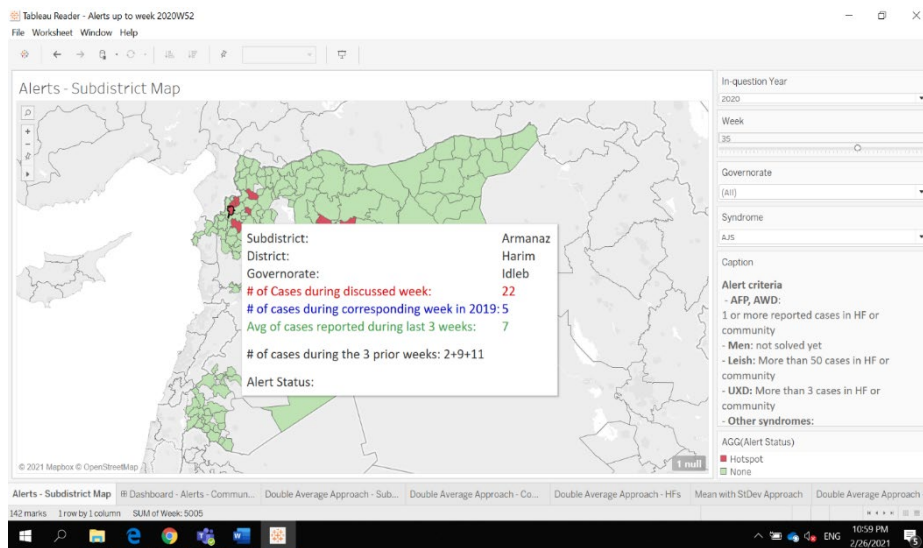 Tableau Reader - Alerts up to week 2020W52
File Worksheet Window Help
Alerts - Subdistrict Map
Subdistrict: Armanaz
District: Harim
Governorate: Idleb
# of Cases during discussed week: 22
# of cases during corresponding week in 2019: 5
Avg of cases reported during last 3 weeks: 7
# of cases during the 3 prior weeks: 2+9+11
Alert Status:
© 2021 Mapbox © OpenStreetMap
1 null
In-question Year
2020
Week
35
Governorate
(All)
Syndrome
AJS
Caption
Alert criteria
- AFP, AWD:
1 or more reported cases in HF or
community
- Men: not solved yet
- Leish: More than 50 cases in HF or
community
- UXD: More than 3 cases in HF or
community
- Other syndromes:
AGG(Alert Status)
Hotspot
None
Alerts - Subdistrict Map Dashboard - Alerts - Commun... Double Average Approach - Sub... Double Average Approach - Co... Double Average Approach - HFs Mean with StDev Approach Double Average Approach
142 marks 1 row by 1 column SUM of Week: 5005
ENG
10:59 PM
2/26/2021
5